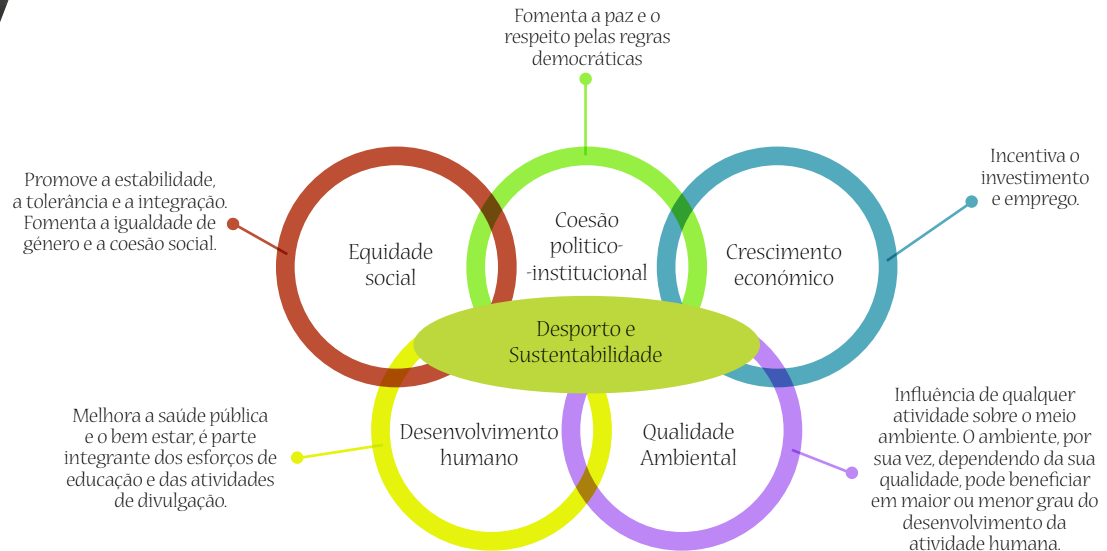 Fomenta a paz e o
respeito pelas regras
democráticas
Promove a estabilidade,
a tolerância e a integração.
Fomenta a igualdade de
género e a coesão social.
Incentiva o
investimento
e emprego.
Equidade
social
Coesão
politico-
-institucional
Crescimento
económico
Desporto e
Sustentabilidade
Melhora a saúde pública
e o bem estar, é parte
integrante dos esforços de
educação e das atividades
de divulgação.
Desenvolvimento
humano
Qualidade
Ambiental
Influência de qualquer
atividade sobre o meio
ambiente. O ambiente, por
sua vez, dependendo da sua
qualidade, pode beneficiar
em maior ou menor grau do
desenvolvimento da
atividade humana.